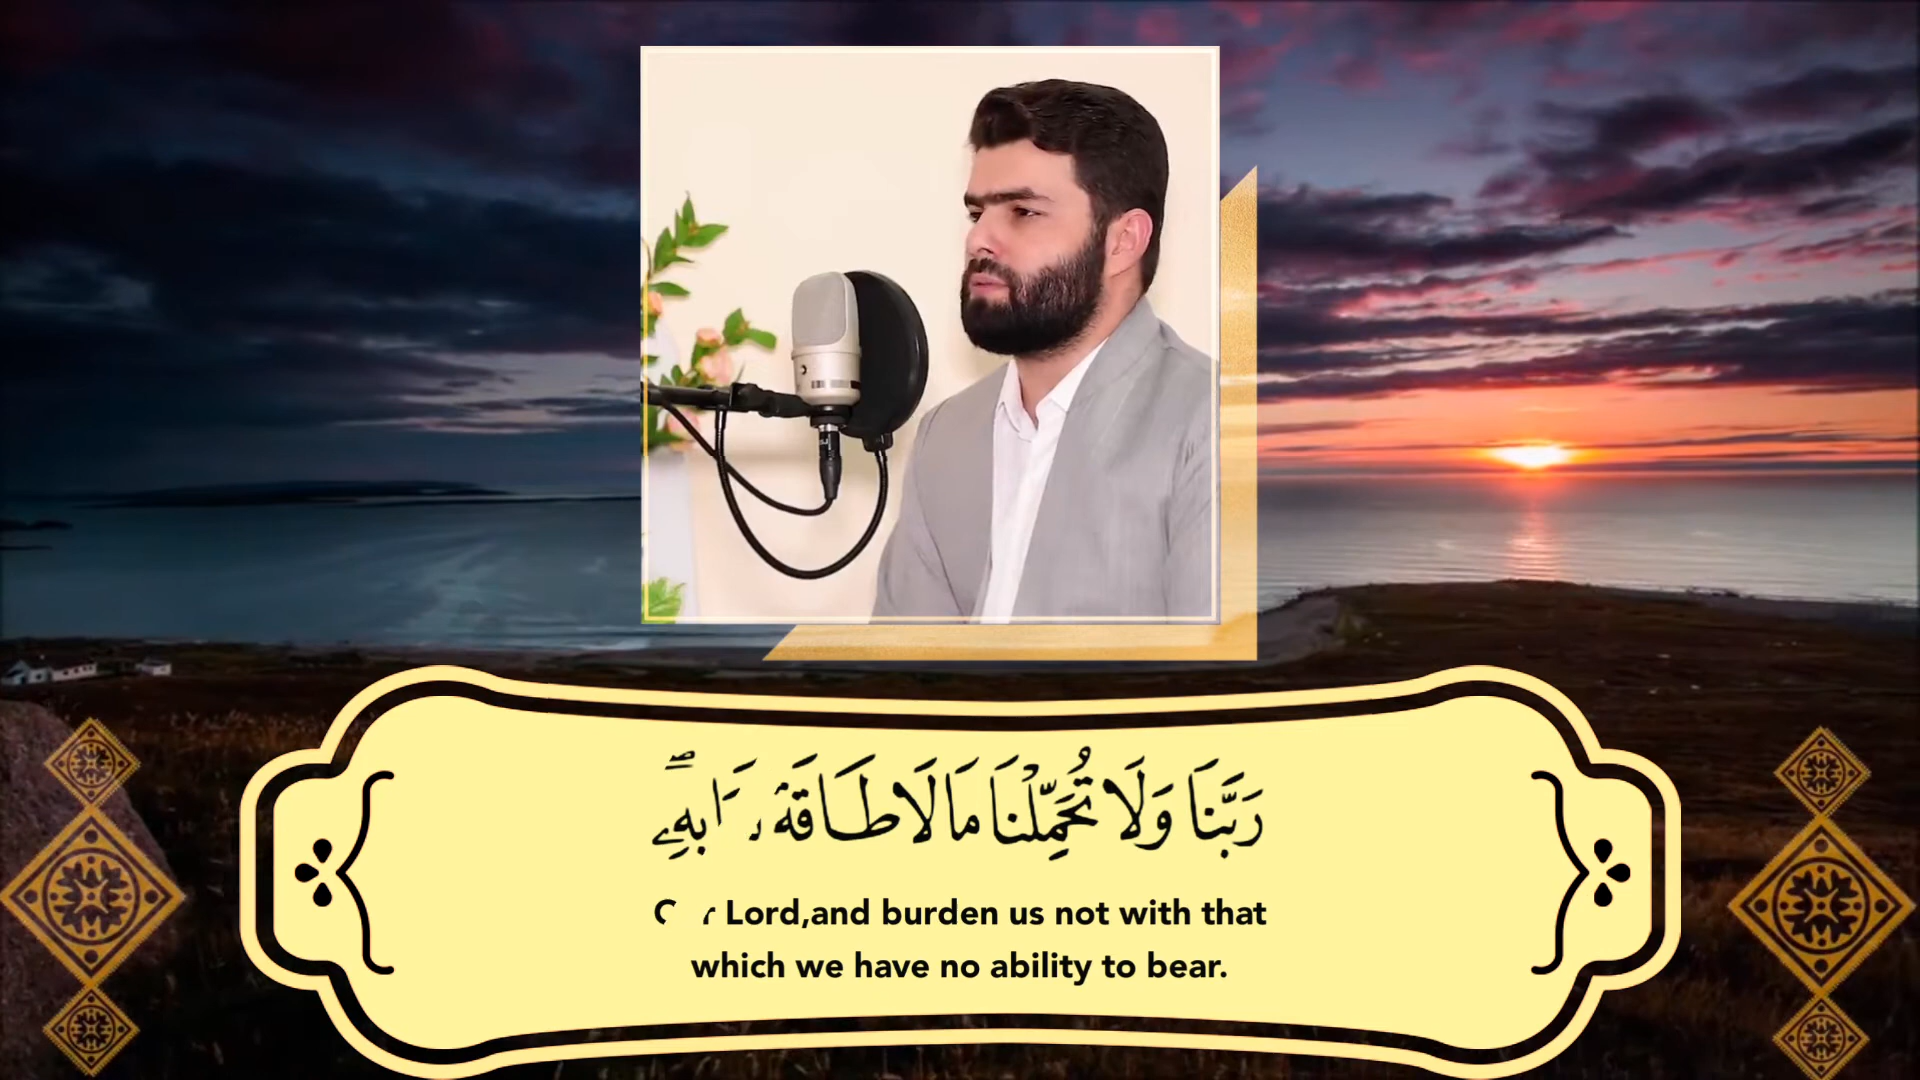 رَبَّنَا وَلَا تُحَمِّلْنَا مَا لَا طَاقَةَ بِهِۦۖ
Lord,and burden us not with that
which we have no ability to bear.